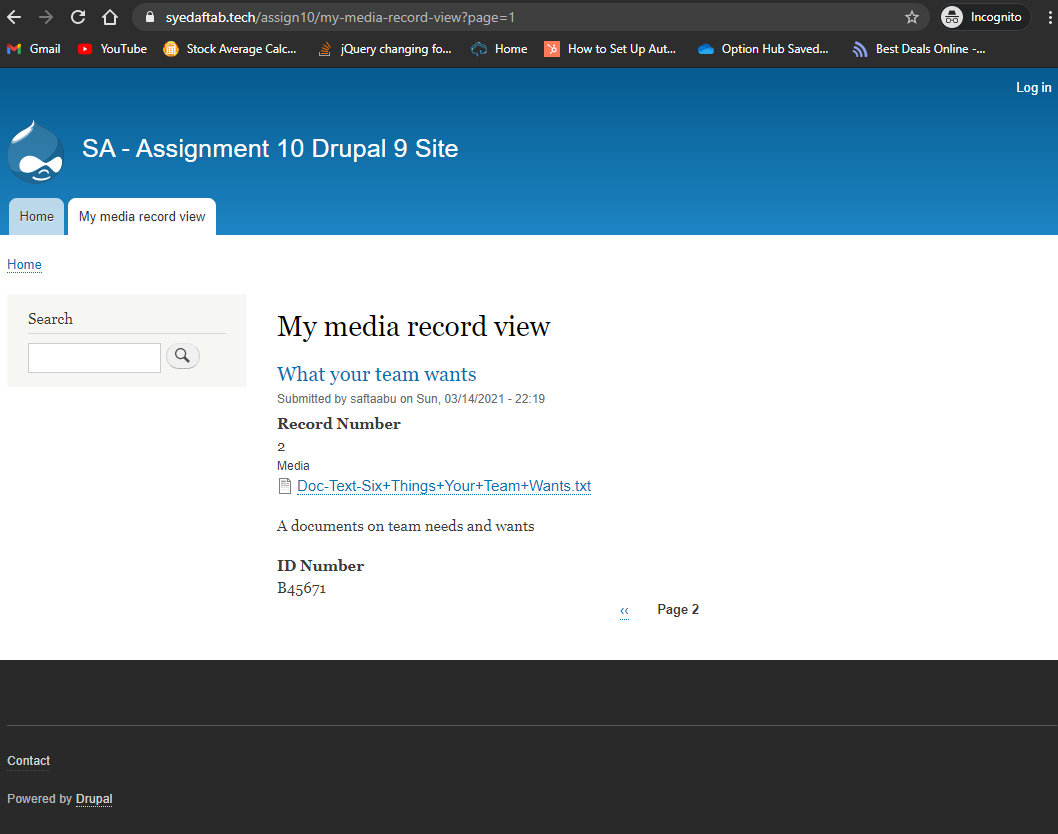 syedaftab.tech/assign10/my-media-record-view?page=1
Incognito
Gmail
YouTube
Stock Average Calc...
jQuery changing fo...
Home
How to Set Up Aut...
Option Hub Saved...
Best Deals Online -...
Log in
SA - Assignment 10 Drupal 9 Site
Home
My media record view
Home
Search
My media record view
What your team wants
Submitted by saftaabu on Sun, 03/14/2021 - 22:19
Record Number
2
Media
Doc-Text-Six+Things+Your+Team+Wants.txt
A documents on team needs and wants
ID Number
B45671
‹‹ Page 2
Contact
Powered by Drupal